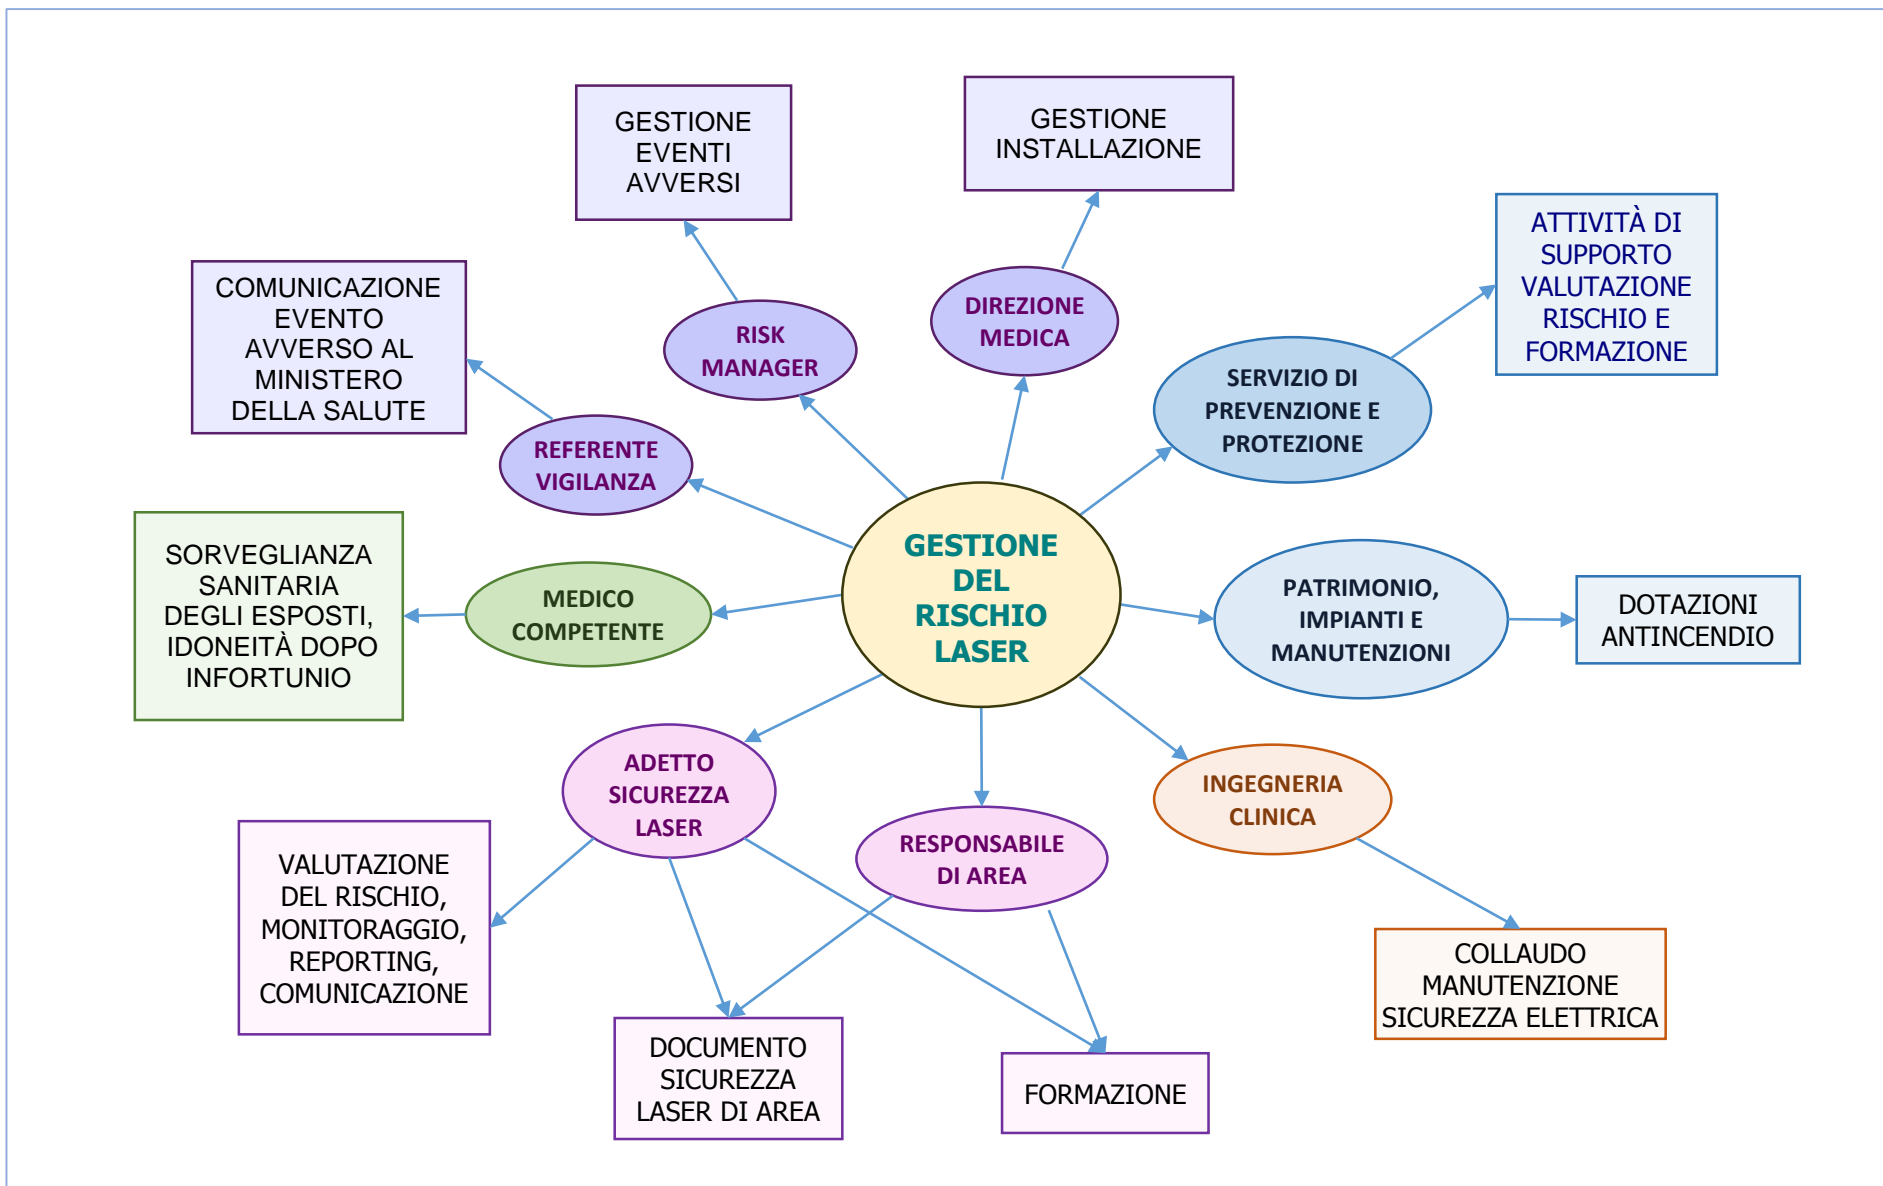 GESTIONE
EVENTI
AVVERSI
GESTIONE
INSTALLAZIONE
ATTIVITÀ DI
SUPPORTO
VALUTAZIONE
RISCHIO E
FORMAZIONE
COMUNICAZIONE
EVENTO
AVVERSO AL
MINISTERO
DELLA SALUTE
RISK
MANAGER
DIREZIONE
MEDICA
SERVIZIO DI
PREVENZIONE E
PROTEZIONE
REFERENTE
VIGILANZA
SORVEGLIANZA
SANITARIA
DEGLI ESPOSTI,
IDONEITÀ DOPO
INFORTUNIO
MEDICO
COMPETENTE
GESTIONE
DEL
RISCHIO
LASER
PATRIMONIO,
IMPIANTI E
MANUTENZIONI
DOTAZIONI
ANTINCENDIO
ADETTO
SICUREZZA
LASER
RESPONSABILE
DI AREA
INGEGNERIA
CLINICA
VALUTAZIONE
DEL RISCHIO,
MONITORAGGIO,
REPORTING,
COMUNICAZIONE
DOCUMENTO
SICUREZZA
LASER DI AREA
FORMAZIONE
COLLAUDO
MANUTENZIONE
SICUREZZA ELETTRICA